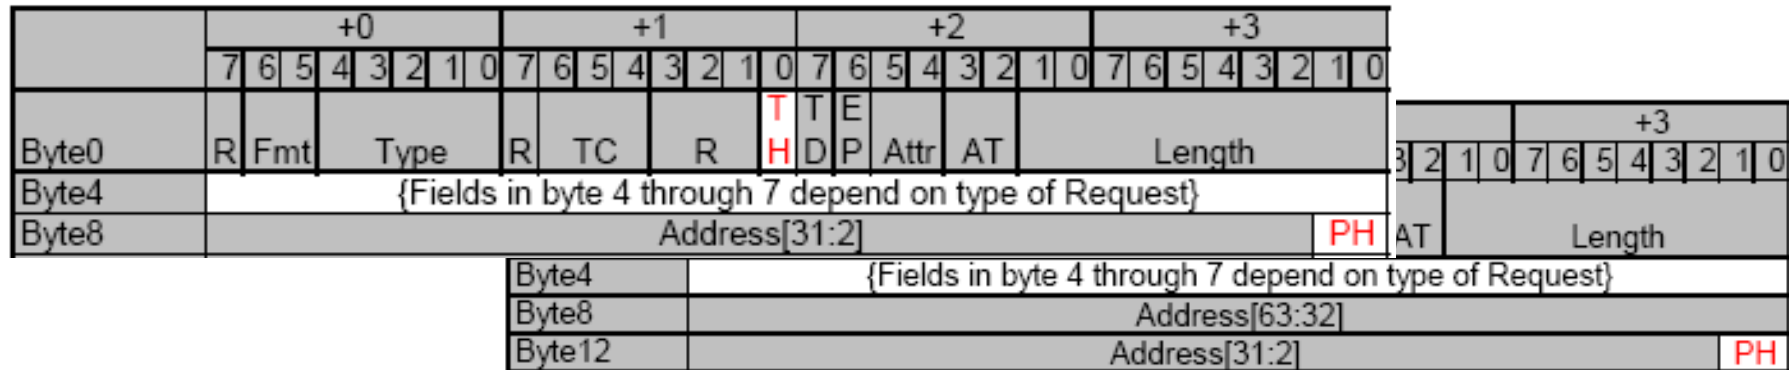 +0 +1 +2 +3
7 6 5 4 3 2 1 0 7 6 5 4 3 2 1 0 7 6 5 4 3 2 1 0 7 6 5 4 3 2 1 0
Byte0 R Fmt Type R TC R TH TD EP Attr AT Length
Byte4 {Fields in byte 4 through 7 depend on type of Request}
Byte8 Address[31:2] PH
+3
2 1 0 7 6 5 4 3 2 1 0
AT Length
Byte4 {Fields in byte 4 through 7 depend on type of Request}
Byte8 Address[63:32]
Byte12 Address[31:2] PH